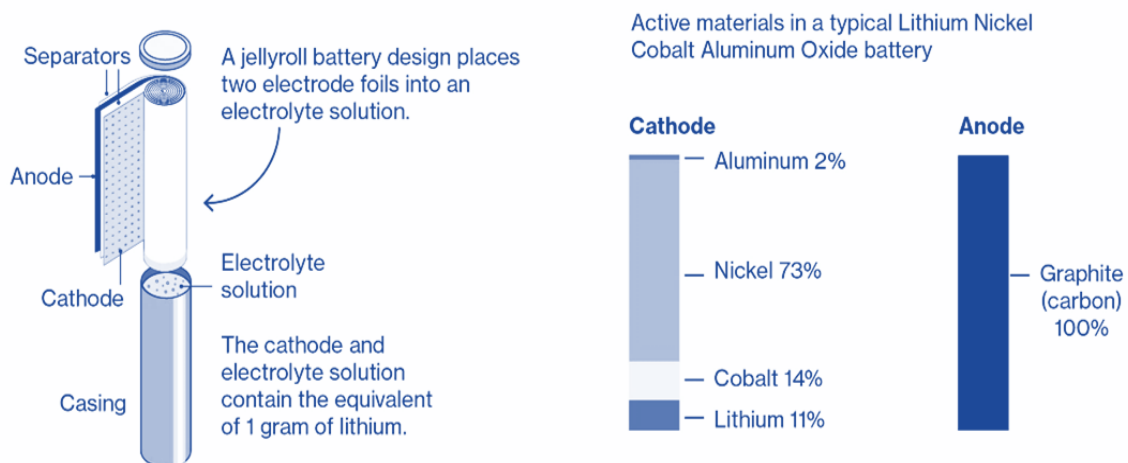 Separators
A jellyroll battery design places
two electrode foils into an
electrolyte solution.
Anode
Cathode
Electrolyte
solution
Casing
The cathode and
electrolyte solution
contain the equivalent
of 1 gram of lithium.
Active materials in a typical Lithium Nickel
Cobalt Aluminum Oxide battery
Cathode
Aluminum 2%
Nickel 73%
Cobalt 14%
Lithium 11%
Anode
Graphite
(carbon)
100%